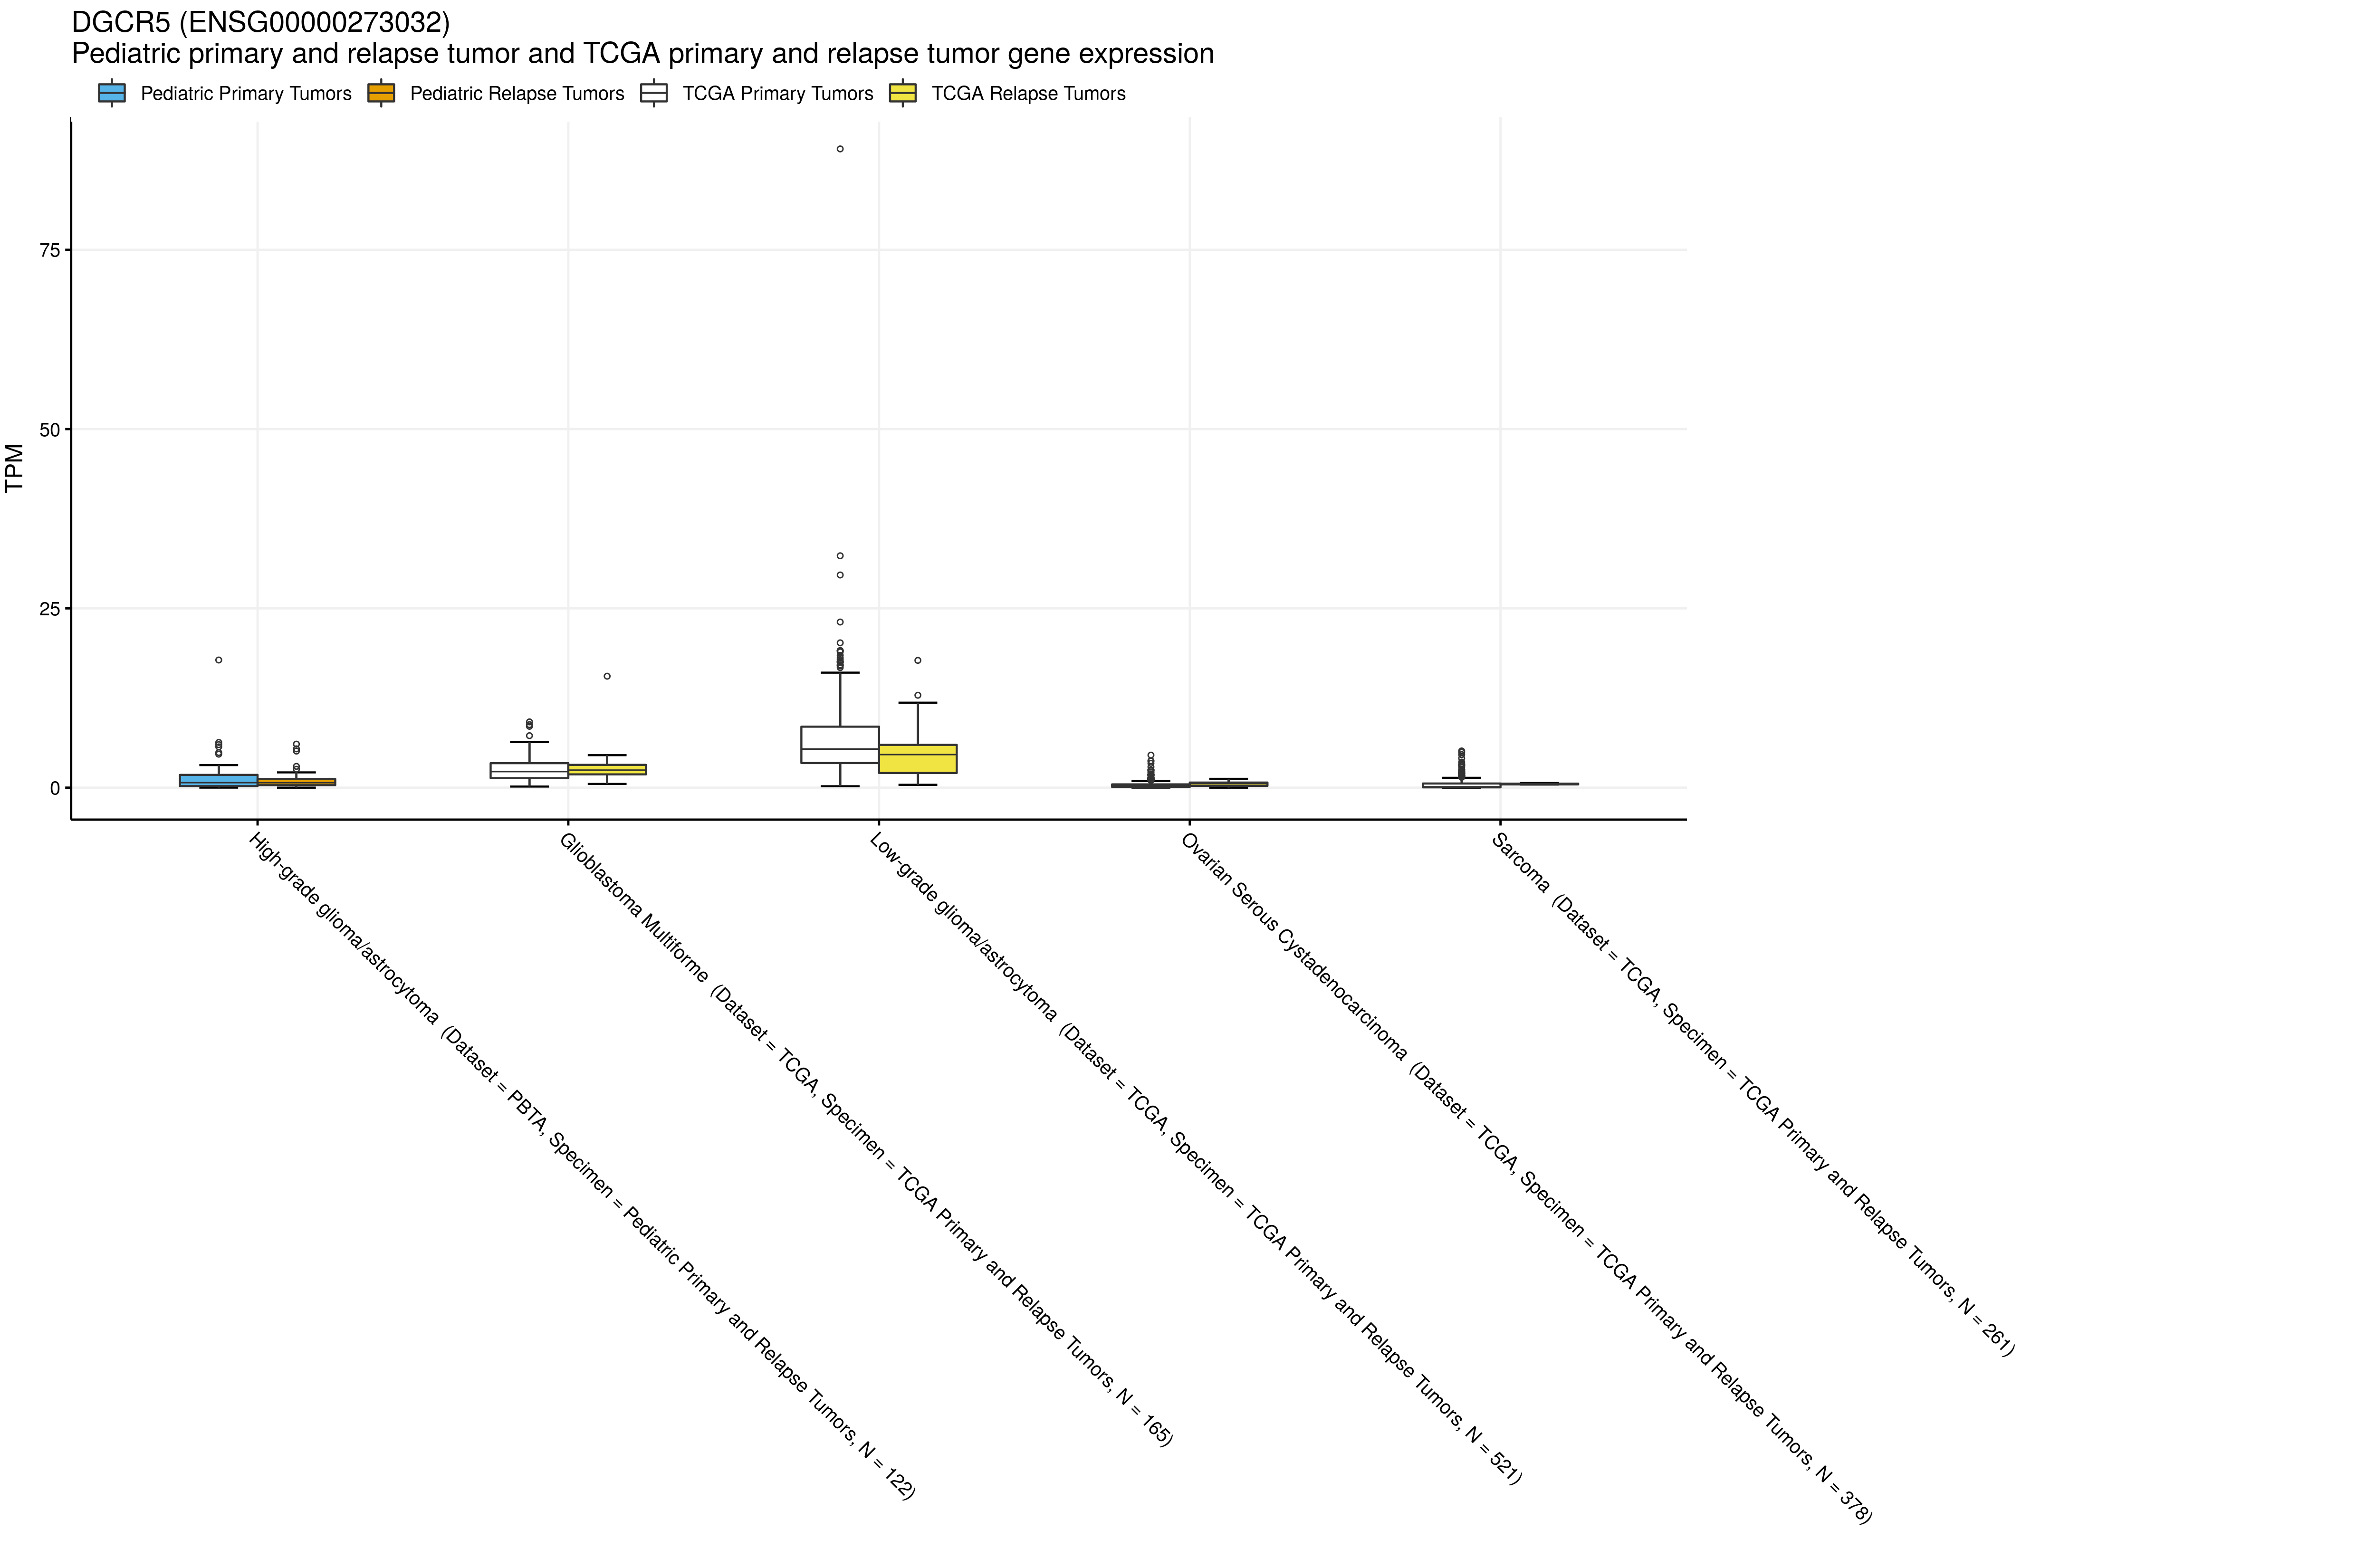 DGCR5 (ENSG00000273032)
Pediatric primary and relapse tumor and TCGA primary and relapse tumor gene expression
Pediatric Primary Tumors
Pediatric Relapse Tumors
TCGA Primary Tumors
TCGA Relapse Tumors
75
50
25
0
TPM
High-grade glioma/astrocytoma (Dataset = PBTA, Specimen = Pediatric Primary and Relapse Tumors, N = 122)
Glioblastoma Multiforme (Dataset = TCGA, Specimen = TCGA Primary and Relapse Tumors, N = 165)
Low-grade glioma/astrocytoma (Dataset = TCGA, Specimen = TCGA Primary and Relapse Tumors, N = 521)
Ovarian Serous Cystadenocarcinoma (Dataset = TCGA, Specimen = TCGA Primary and Relapse Tumors, N = 378)
Sarcoma (Dataset = TCGA, Specimen = TCGA Primary and Relapse Tumors, N = 261)